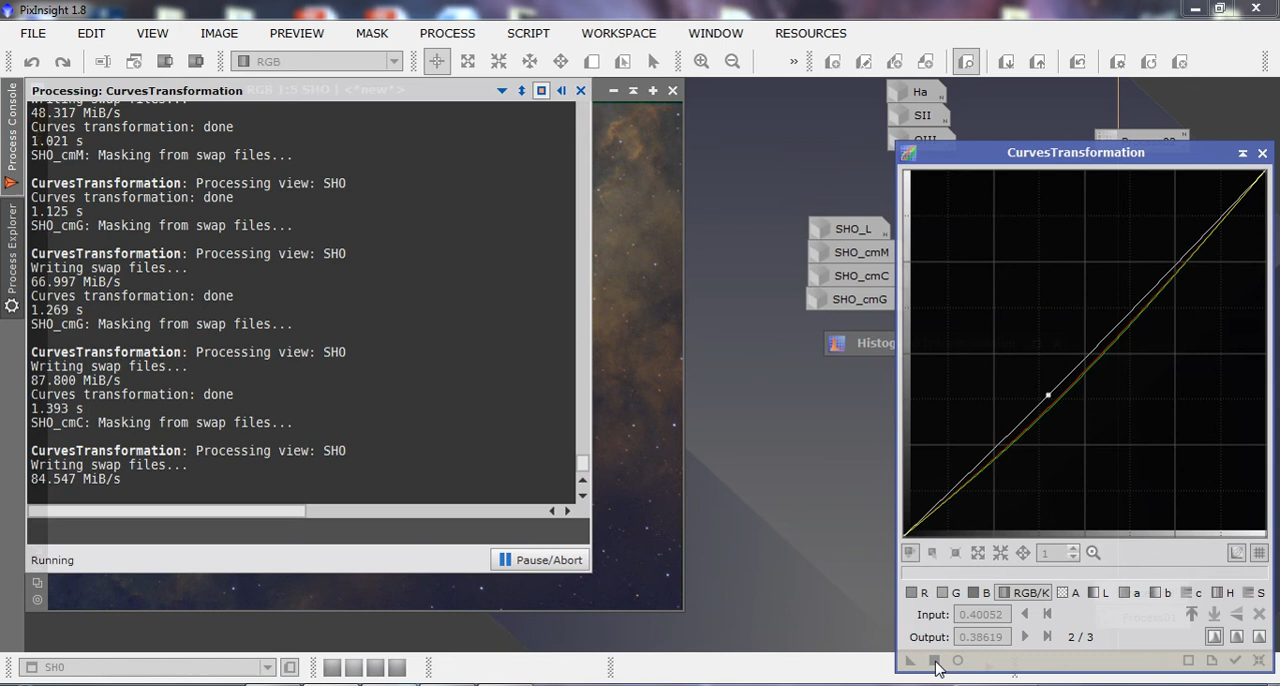 PixInsight 1.8
FILE EDIT VIEW IMAGE PREVIEW MASK PROCESS SCRIPT WORKSPACE WINDOW RESOURCES
RGB
»
Process Console
Process Explorer
Processing: CurvesTransformation
48.317 MiB/s
Curves transformation: done
1.021 s
SHO_cmM: Masking from swap files...
CurvesTransformation: Processing view: SHO
Curves transformation: done
1.125 s
SHO_cmG: Masking from swap files...
CurvesTransformation: Processing view: SHO
Writing swap files...
66.997 MiB/s
Curves transformation: done
1.269 s
SHO_cmG: Masking from swap files...
CurvesTransformation: Processing view: SHO
Writing swap files...
87.800 MiB/s
Curves transformation: done
1.393 s
SHO_cmC: Masking from swap files...
CurvesTransformation: Processing view: SHO
Writing swap files...
84.547 MiB/s
Running
Pause/Abort
Ha
N
SII
N
OIII
SHO_L
N
SHO_cmM
SHO_cmC
SHO_cmG
Histog
CurvesTransformation
1
R G B RGB/K A L a b c H S
Input: 0.40052
Output: 0.38619 2 / 3
SHO